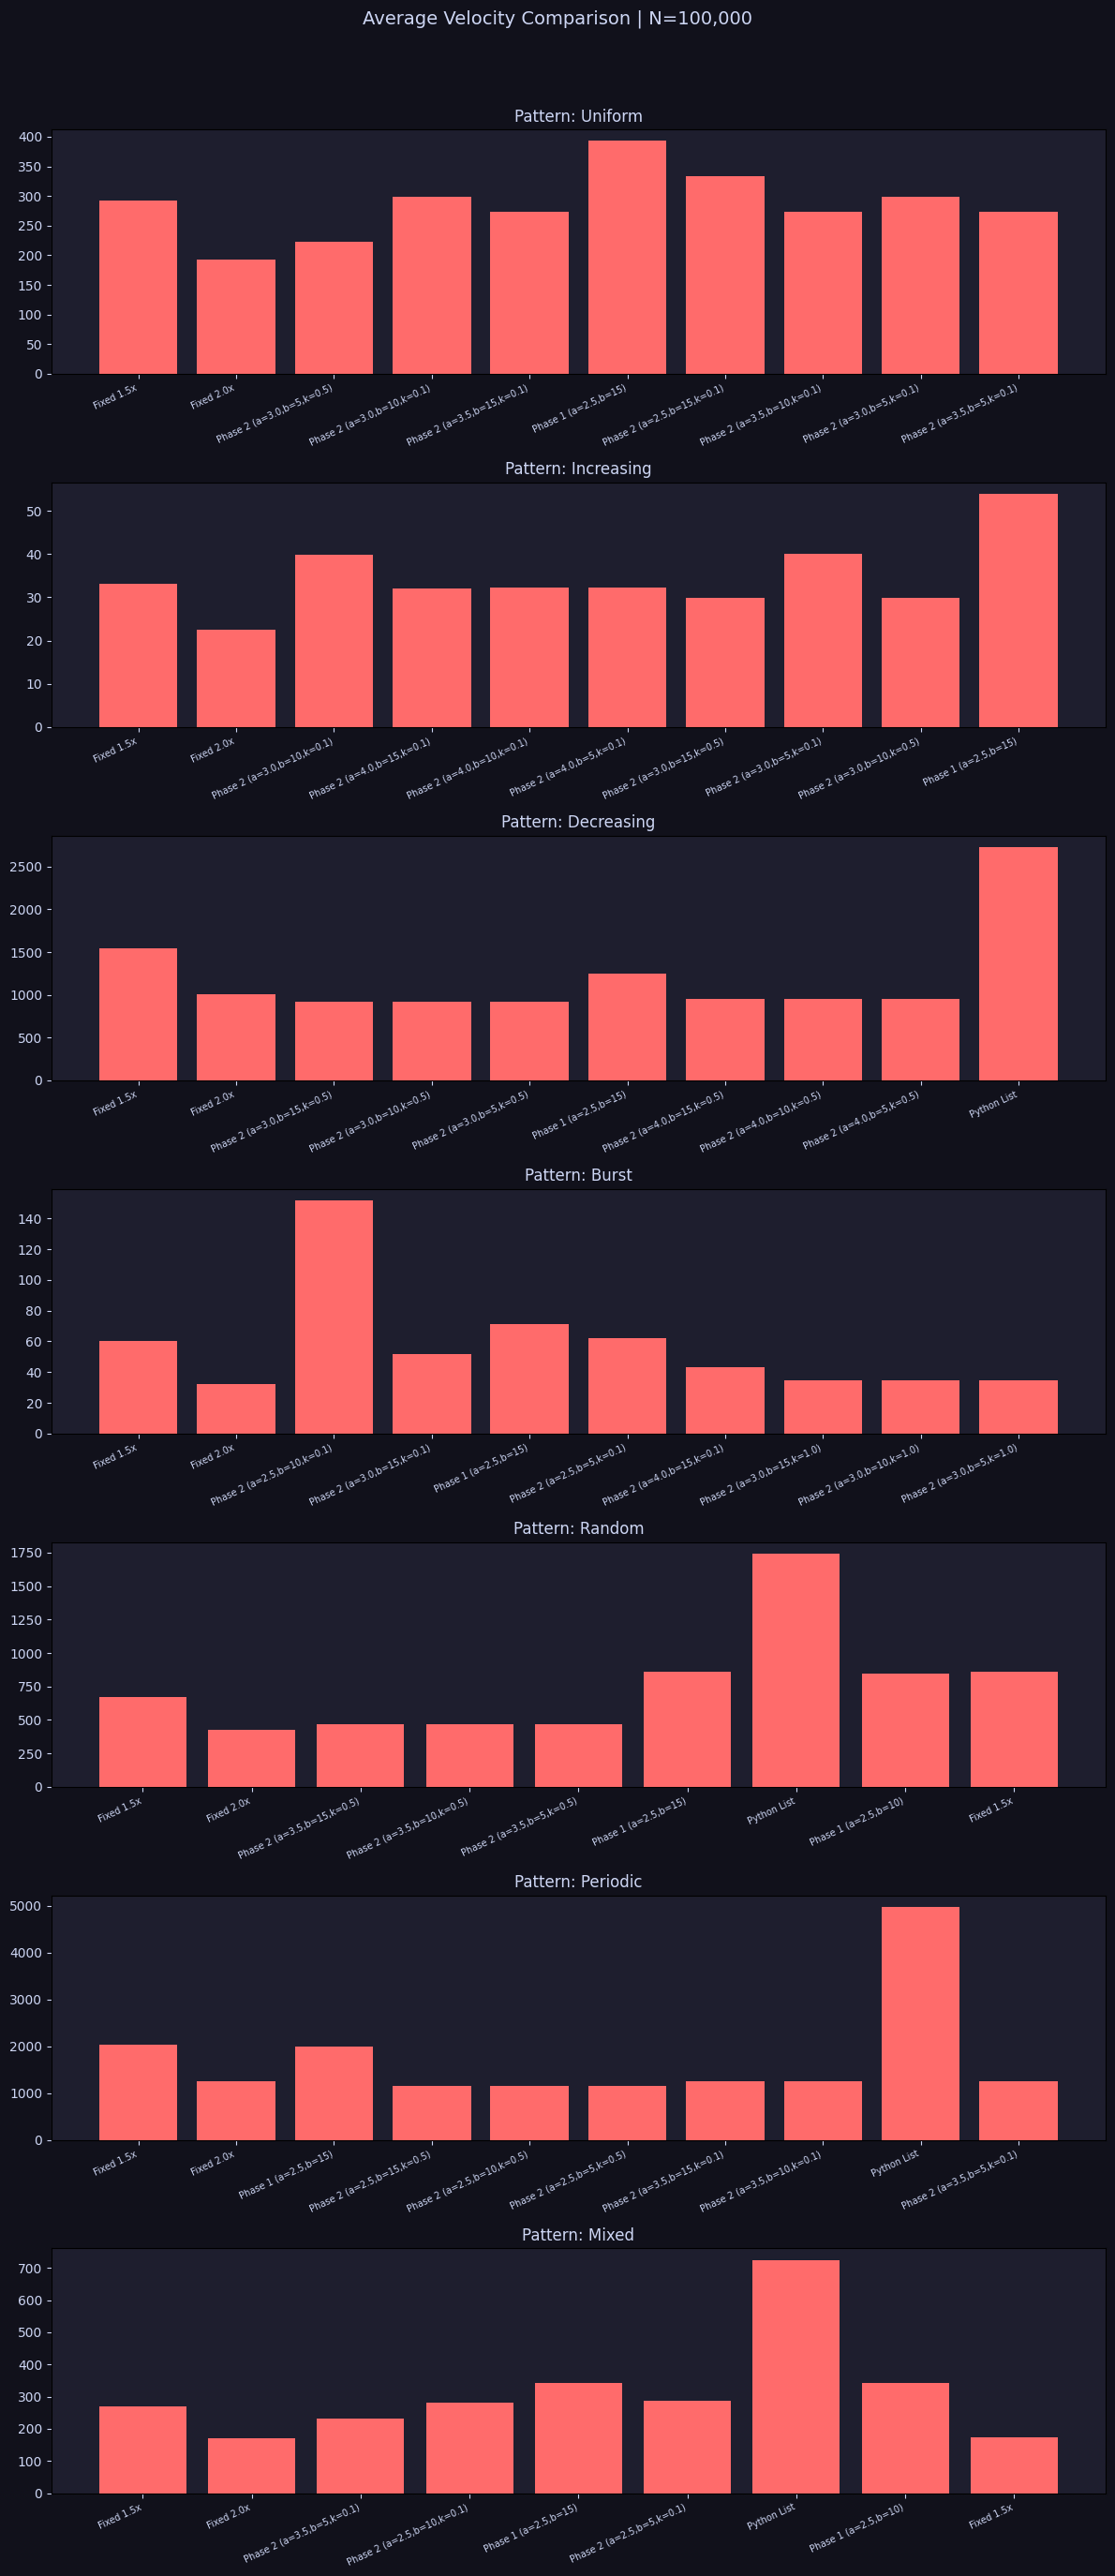 Average Velocity Comparison | N=100,000
Pattern: Uniform
400
350
300
250
200
150
100
50
0
Fixed 1.5x
Fixed 2.0x
Phase 2 (a=3.0,b=5,k=0.5)
Phase 2 (a=3.0,b=10,k=0.1)
Phase 2 (a=3.5,b=15,k=0.1)
Phase 1 (a=2.5,b=15)
Phase 2 (a=2.5,b=15,k=0.1)
Phase 2 (a=3.5,b=10,k=0.1)
Phase 2 (a=3.0,b=5,k=0.1)
Phase 2 (a=3.5,b=5,k=0.1)
Pattern: Increasing
50
40
30
20
10
0
Fixed 1.5x
Fixed 2.0x
Phase 2 (a=3.0,b=10,k=0.1)
Phase 2 (a=4.0,b=15,k=0.1)
Phase 2 (a=4.0,b=10,k=0.1)
Phase 2 (a=4.0,b=5,k=0.1)
Phase 2 (a=3.0,b=15,k=0.5)
Phase 2 (a=3.0,b=5,k=0.1)
Phase 2 (a=3.0,b=10,k=0.5)
Phase 1 (a=2.5,b=15)
Pattern: Decreasing
2500
2000
1500
1000
500
0
Fixed 1.5x
Fixed 2.0x
Phase 2 (a=3.0,b=15,k=0.5)
Phase 2 (a=3.0,b=10,k=0.5)
Phase 2 (a=3.0,b=5,k=0.5)
Phase 1 (a=2.5,b=15)
Phase 2 (a=4.0,b=15,k=0.5)
Phase 2 (a=4.0,b=10,k=0.5)
Phase 2 (a=4.0,b=5,k=0.5)
Python List
Pattern: Burst
140
120
100
80
60
40
20
0
Fixed 1.5x
Fixed 2.0x
Phase 2 (a=2.5,b=10,k=0.1)
Phase 2 (a=3.0,b=15,k=0.1)
Phase 1 (a=2.5,b=15)
Phase 2 (a=2.5,b=5,k=0.1)
Phase 2 (a=4.0,b=15,k=0.1)
Phase 2 (a=3.0,b=15,k=1.0)
Phase 2 (a=3.0,b=10,k=1.0)
Phase 2 (a=3.0,b=5,k=1.0)
Pattern: Random
1750
1500
1250
1000
750
500
250
0
Fixed 1.5x
Fixed 2.0x
Phase 2 (a=3.5,b=15,k=0.5)
Phase 2 (a=3.5,b=10,k=0.5)
Phase 2 (a=3.5,b=5,k=0.5)
Phase 1 (a=2.5,b=15)
Python List
Phase 1 (a=2.5,b=10)
Fixed 1.5x
Pattern: Periodic
5000
4000
3000
2000
1000
0
Fixed 1.5x
Fixed 2.0x
Phase 1 (a=2.5,b=15)
Phase 2 (a=2.5,b=15,k=0.5)
Phase 2 (a=2.5,b=10,k=0.5)
Phase 2 (a=2.5,b=5,k=0.5)
Phase 2 (a=3.5,b=15,k=0.1)
Phase 2 (a=3.5,b=10,k=0.1)
Python List
Phase 2 (a=3.5,b=5,k=0.1)
Pattern: Mixed
700
600
500
400
300
200
100
0
Fixed 1.5x
Fixed 2.0x
Phase 2 (a=3.5,b=5,k=0.1)
Phase 2 (a=2.5,b=10,k=0.1)
Phase 1 (a=2.5,b=15)
Phase 2 (a=2.5,b=5,k=0.1)
Python List
Phase 1 (a=2.5,b=10)
Fixed 1.5x